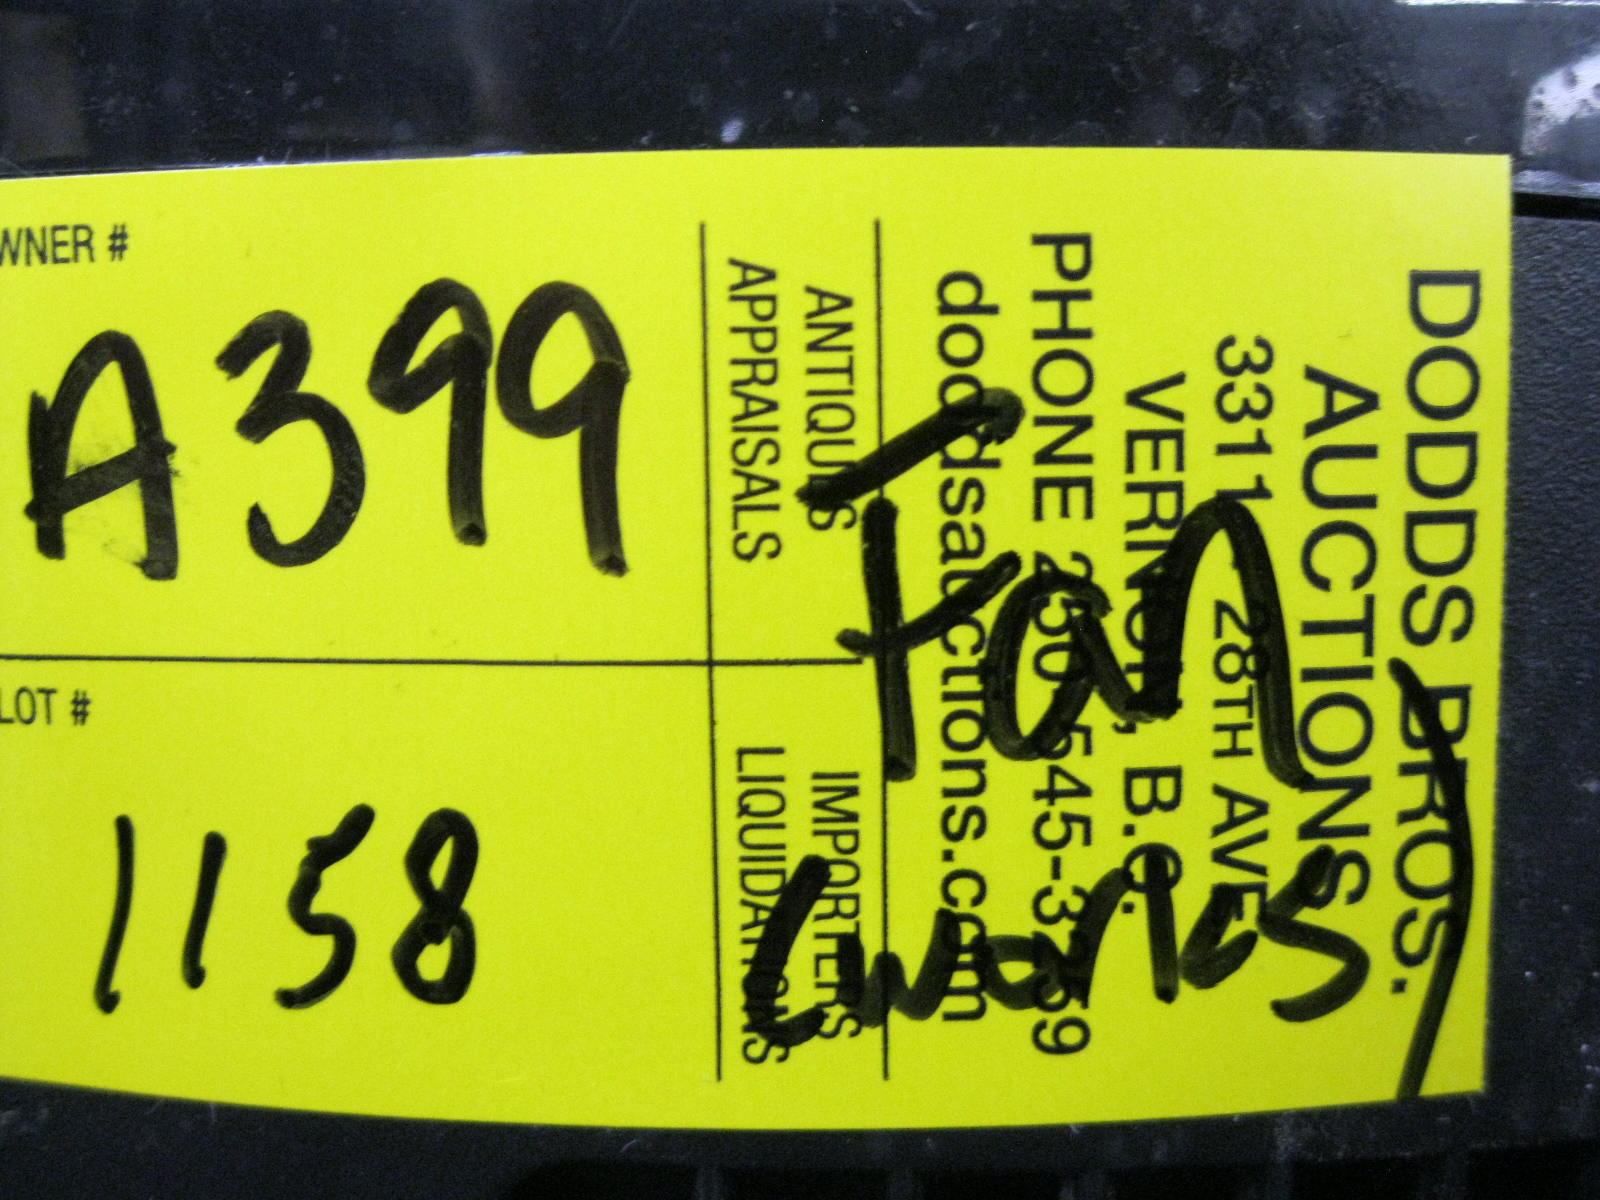 WNER #
A399
LOT #
1158
DODDS BROS.
AUCTIONS
3311 28TH AVE
VERNON, B.C.
PHONE 250-545-3259
doddsauctions.com
ANTIQUES IMPORTERS
APPRAISALS LIQUIDATIONS
Fan
(works)